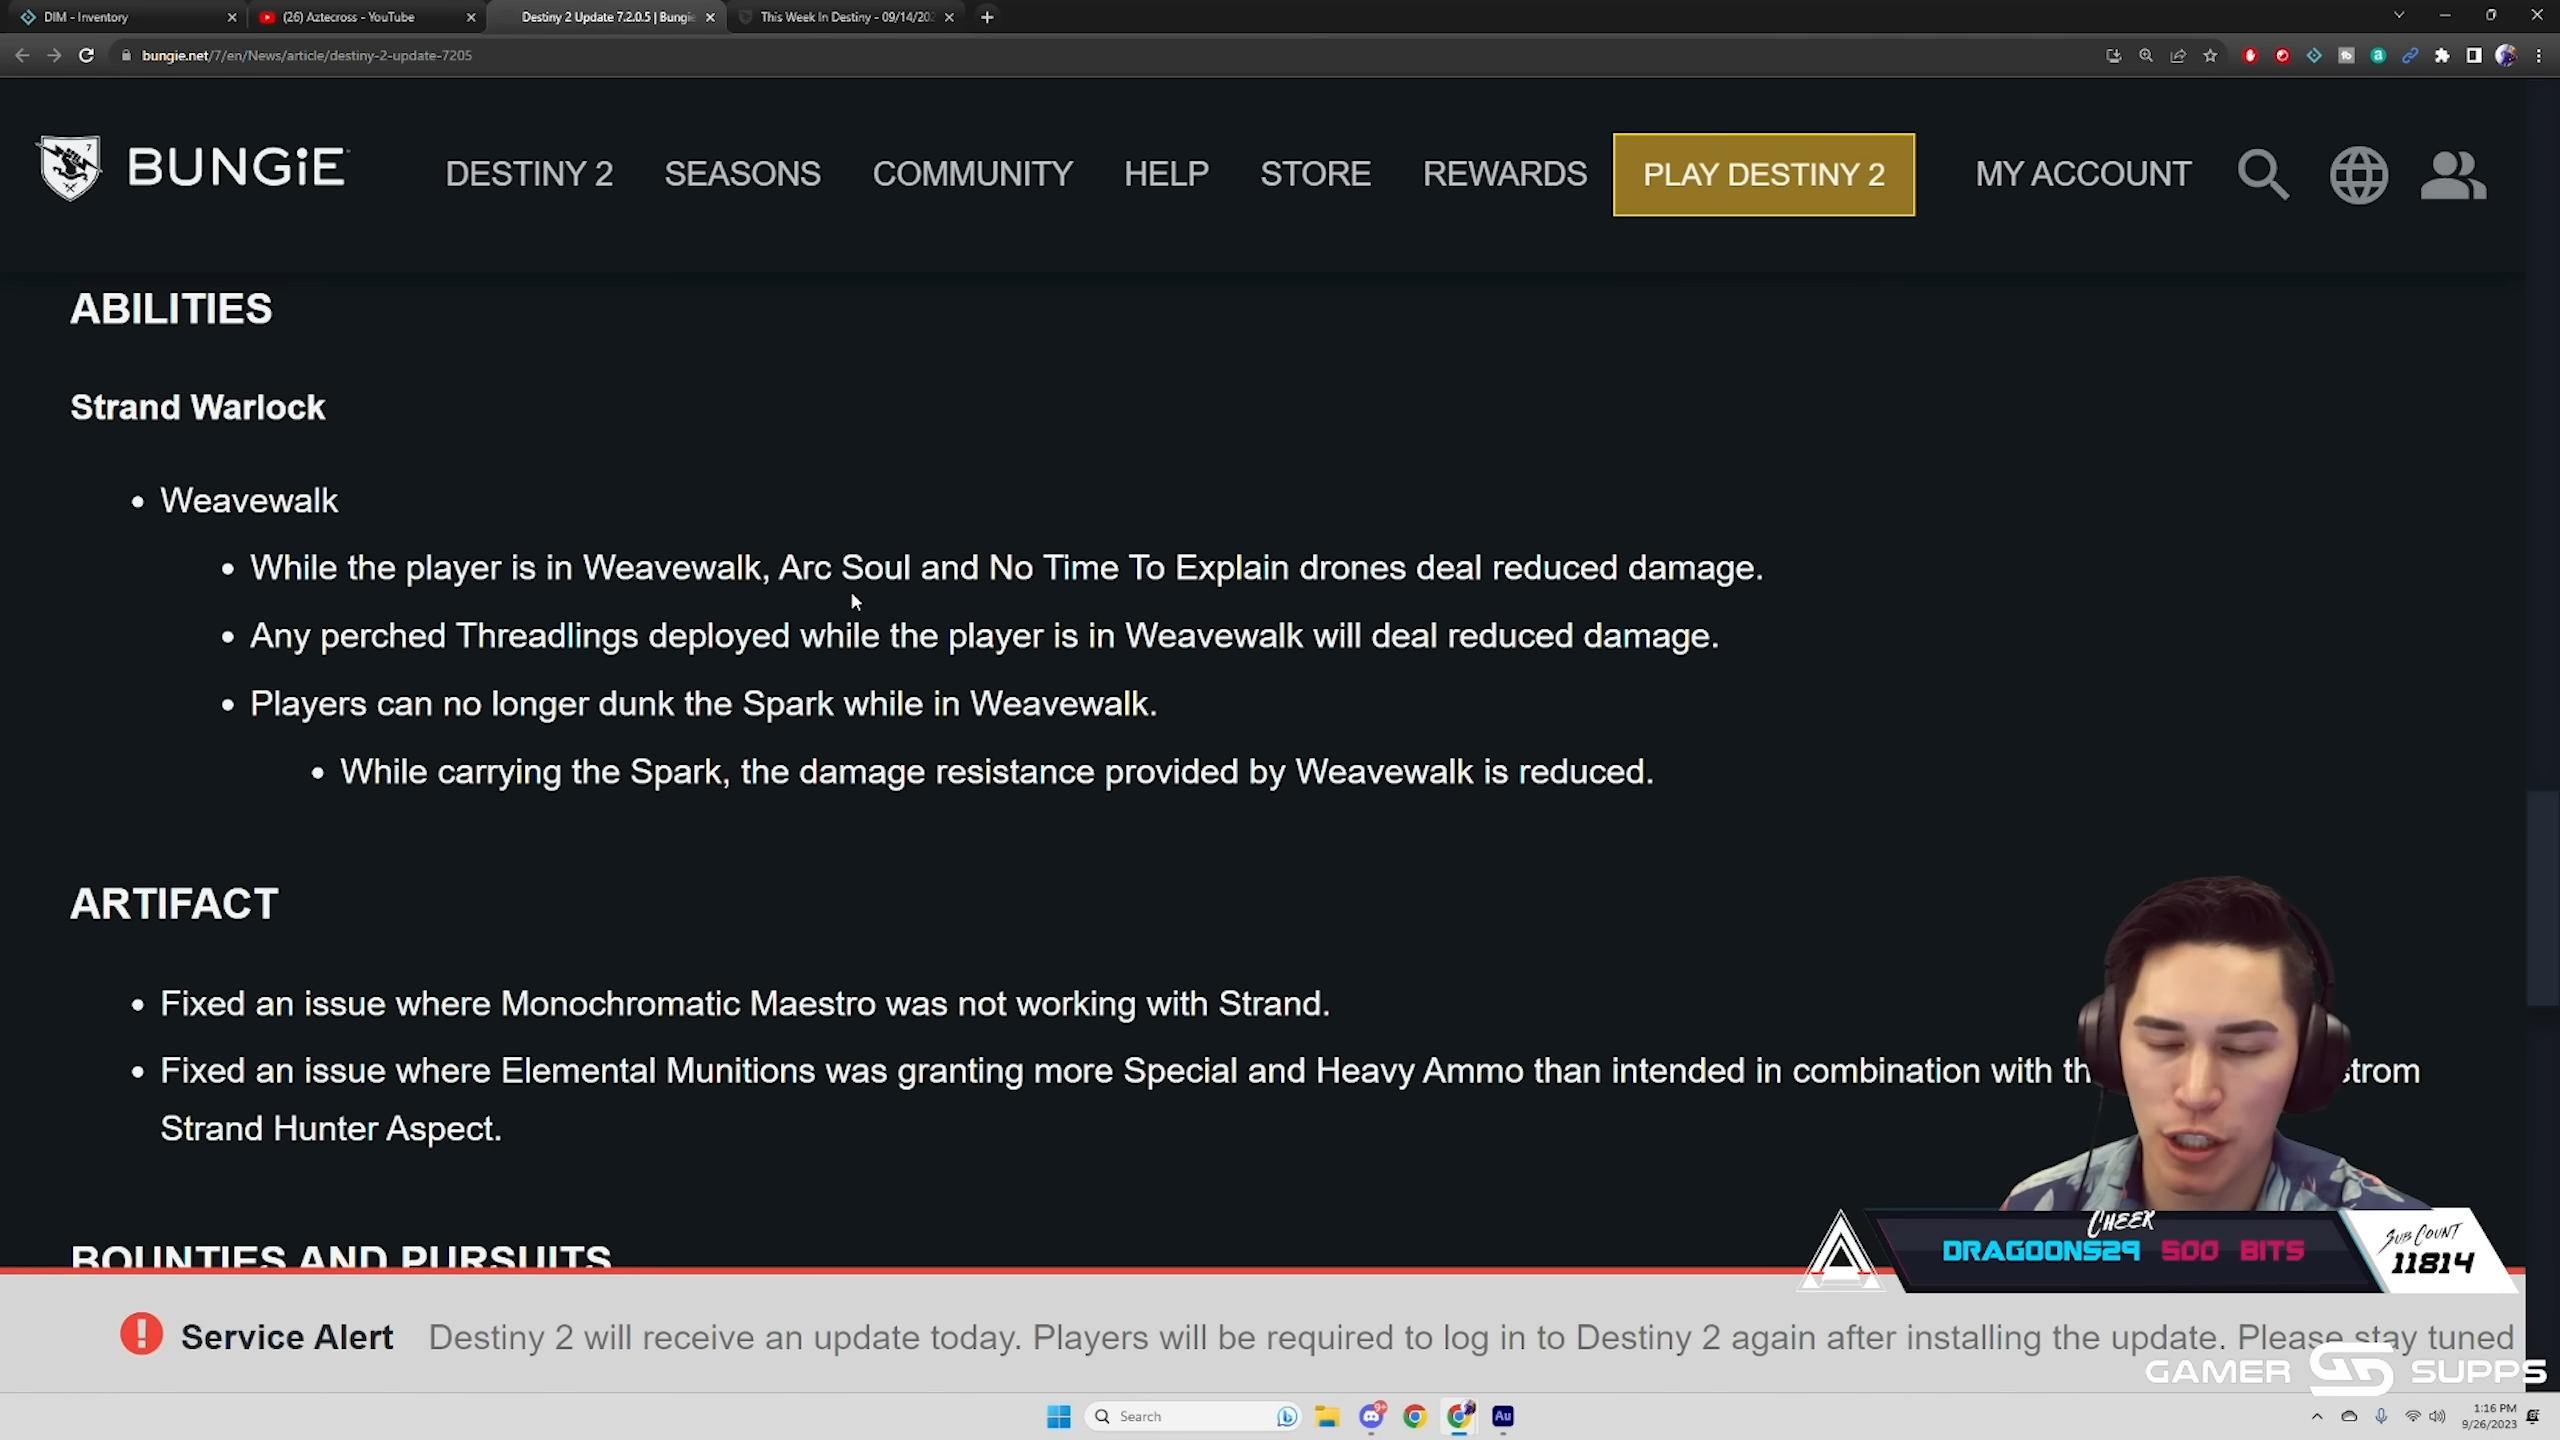 DIM - Inventory
(26) Aztecross - YouTube
Destiny 2 Update 7.2.0.5 | Bungie
This Week In Destiny - 09/14/202
bungie.net/7/en/News/article/destiny-2-update-7205
BUNGiE
DESTINY 2
SEASONS
COMMUNITY
HELP
STORE
REWARDS
PLAY DESTINY 2
MY ACCOUNT
ABILITIES
Strand Warlock
• Weavewalk
• While the player is in Weavewalk, Arc Soul and No Time To Explain drones deal reduced damage.
• Any perched Threadlings deployed while the player is in Weavewalk will deal reduced damage.
• Players can no longer dunk the Spark while in Weavewalk.
• While carrying the Spark, the damage resistance provided by Weavewalk is reduced.
ARTIFACT
• Fixed an issue where Monochromatic Maestro was not working with Strand.
• Fixed an issue where Elemental Munitions was granting more Special and Heavy Ammo than intended in combination with th strom
Strand Hunter Aspect.
BOUNTIES AND PURSUITS
CHEER
DRAGOONS29 500 BITS
SUB COUNT
11814
Service Alert Destiny 2 will receive an update today. Players will be required to log in to Destiny 2 again after installing the update. Please stay tuned
GAMER SUPPS
Search
Au
9+
1:16 PM
9/26/2023